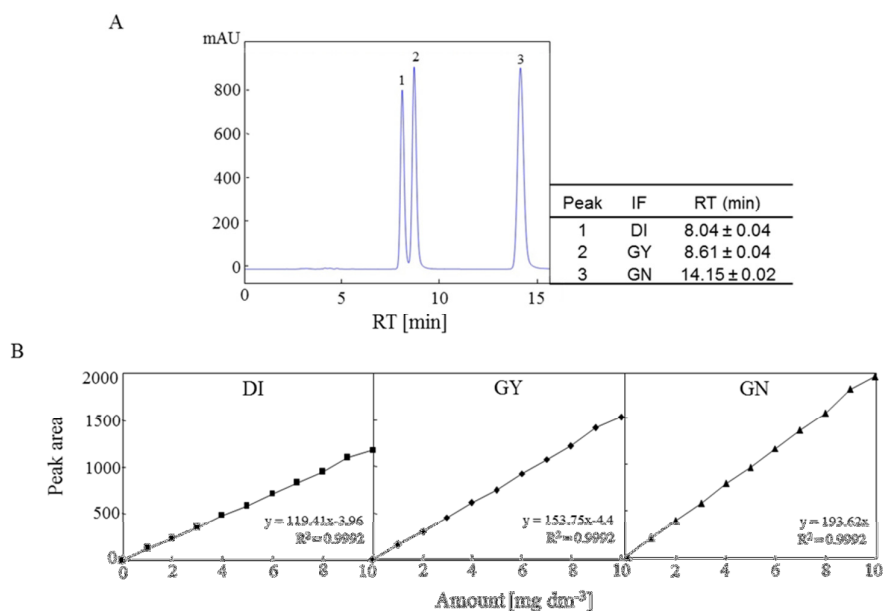 A
mAU
1
2
3
800
600
400
200
0
0 5 10 15
RT [min]
Peak IF RT (min)
1 DI 8.04 ± 0.04
2 GY 8.61 ± 0.04
3 GN 14.15 ± 0.02
B
DI GY GN
2000
1500
1000
500
0
Peak area
y = 119.41x-3.96
R² = 0.9992
y = 153.75x-4.4
R² = 0.9992
y = 193.62x
R² = 0.9992
0 2 4 6 8 10 2 4 6 8 10 2 4 6 8 10
Amount [mg dm-³]